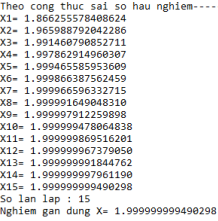 Theo cong thuc sai so hau nghiem----
X1= 1.866255578408624
X2= 1.965988792042286
X3= 1.991460790852711
X4= 1.997862914960307
X5= 1.999465585953609
X6= 1.999866387562459
X7= 1.999966596332715
X8= 1.999991649048310
X9= 1.999997912259898
X10= 1.999999478064838
X11= 1.999999869516201
X12= 1.999999967379050
X13= 1.999999991844762
X14= 1.999999997961190
X15= 1.999999999490298
So lan lap : 15
Nghiem gan dung X= 1.999999999490298